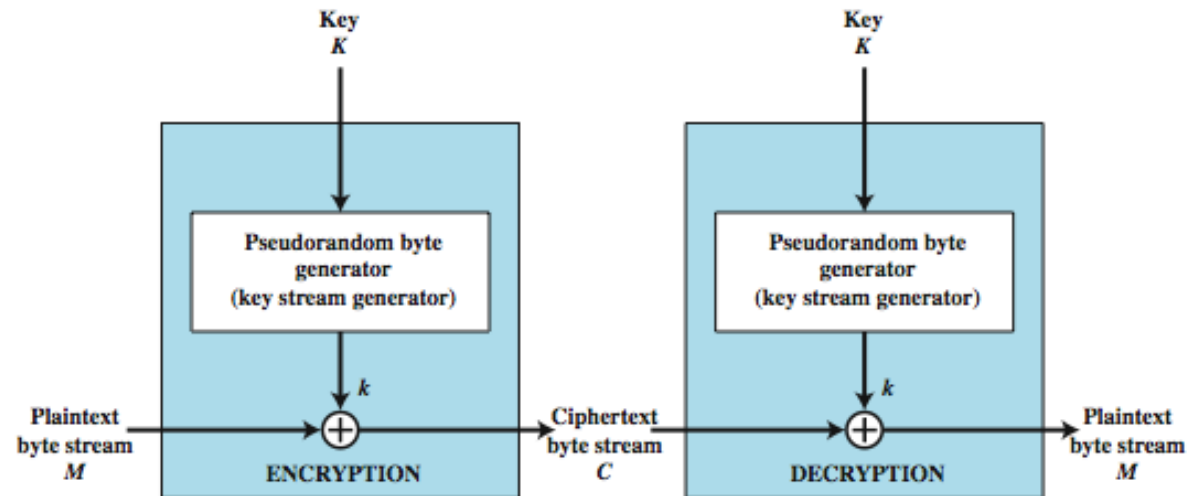 Key
K
Key
K
Pseudorandom byte
generator
(key stream generator)
Pseudorandom byte
generator
(key stream generator)
k
k
Plaintext
byte stream
M
ENCRYPTION
Ciphertext
byte stream
C
DECRYPTION
Plaintext
byte stream
M